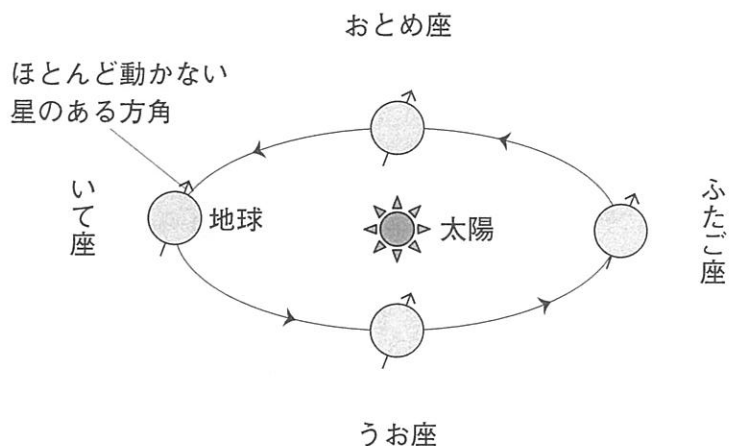 おとめ座
ほとんど動かない
星のある方角
いて座
地球
太陽
ふたご座
うお座